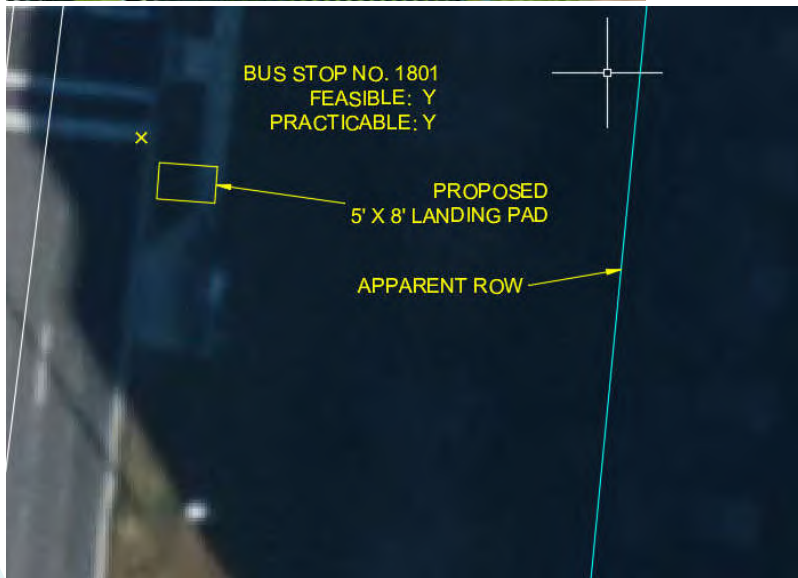 BUS STOP NO. 1801
FEASIBLE: Y
PRACTICABLE: Y
PROPOSED
5' X 8' LANDING PAD
APPARENT ROW